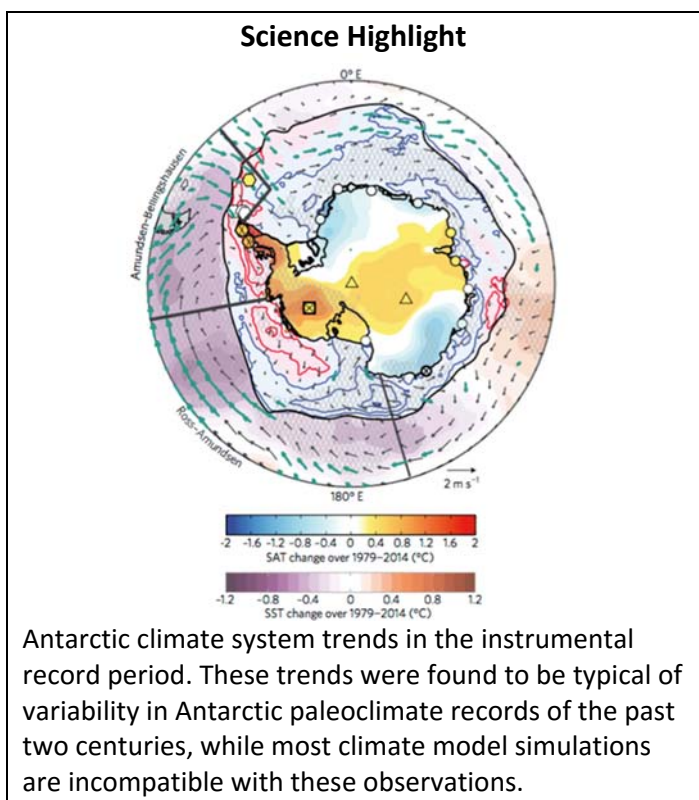 Science Highlight
0° E
Amundsen-Bellingshausen
Ross-Amundsen
180° E
2 m s⁻¹
-2 -1.6 -1.2 -0.8 -0.4 0 0.4 0.8 1.2 1.6 2
SAT change over 1979–2014 (°C)
-1.2 -0.8 -0.4 0 0.4 0.8 1.2
SST change over 1979–2014 (°C)
Antarctic climate system trends in the instrumental
record period. These trends were found to be typical of
variability in Antarctic paleoclimate records of the past
two centuries, while most climate model simulations
are incompatible with these observations.